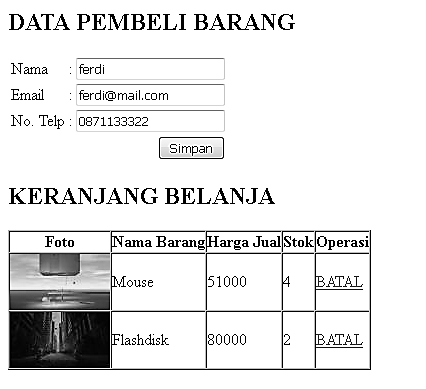 DATA PEMBELI BARANG
Nama : ferdi
Email : ferdi@mail.com
No. Telp : 0871133322
Simpan
KERANJANG BELANJA
Foto Nama Barang Harga Jual Stok Operasi
Mouse 51000 4 BATAL
Flashdisk 80000 2 BATAL